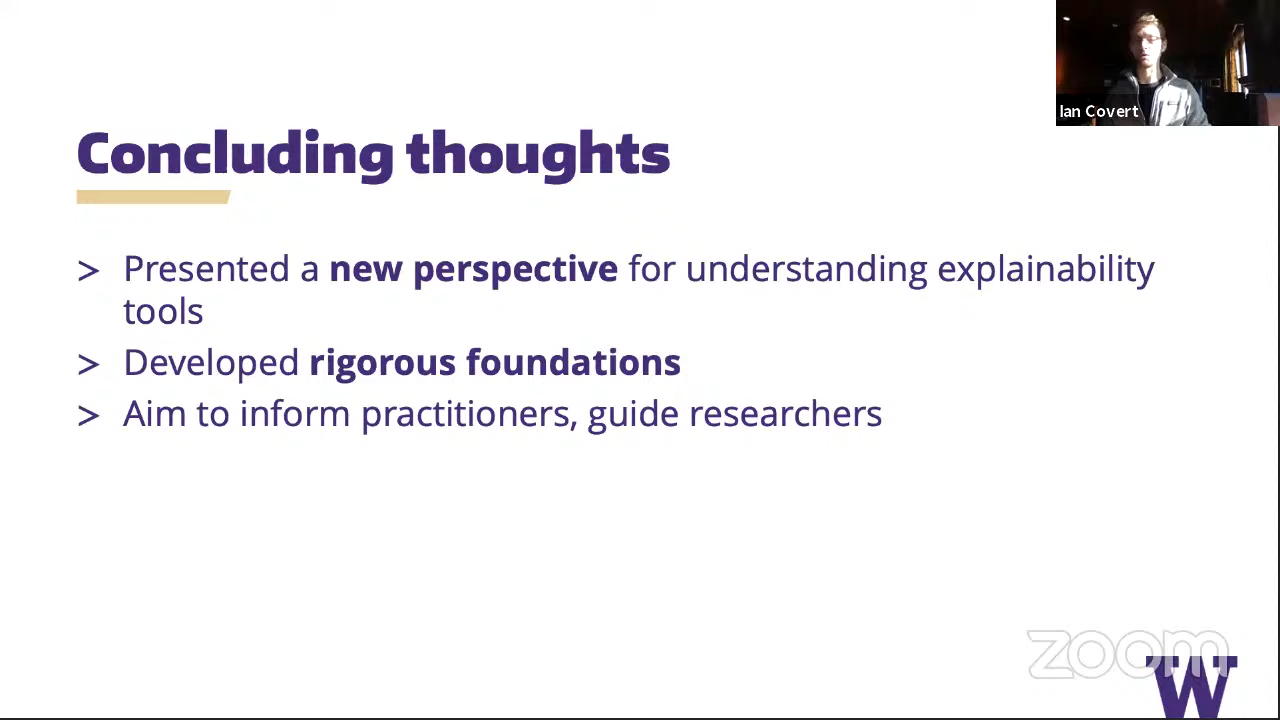 Ian Covert
Concluding thoughts
> Presented a new perspective for understanding explainability
tools
> Developed rigorous foundations
> Aim to inform practitioners, guide researchers
zoom
W